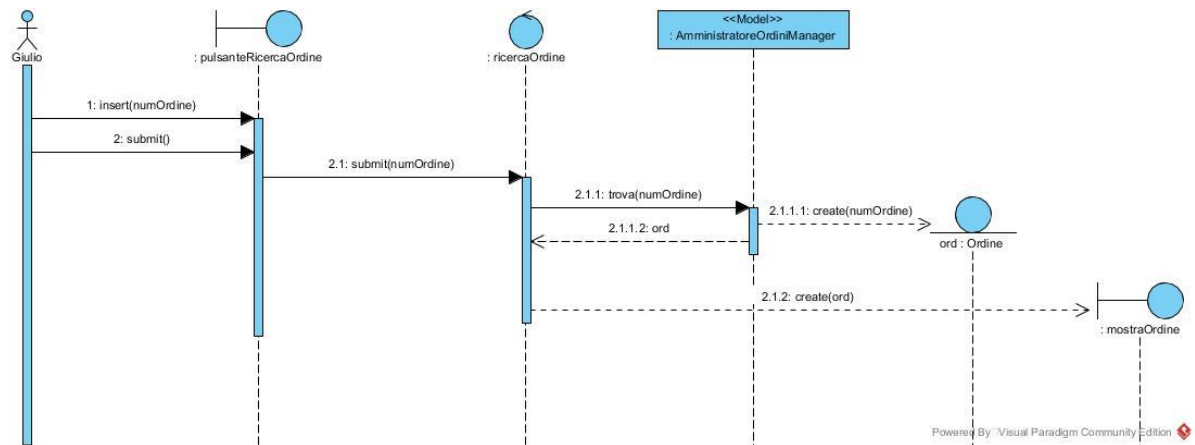 <<Model>>
: AmministratoreOrdiniManager
Giulio
: pulsanteRicercaOrdine
: ricercaOrdine
1: insert(numOrdine)
2: submit()
2.1: submit(numOrdine)
2.1.1: trova(numOrdine)
2.1.1.1: create(numOrdine)
2.1.1.2: ord
ord : Ordine
2.1.2: create(ord)
: mostraOrdine
Powered By Visual Paradigm Community Edition